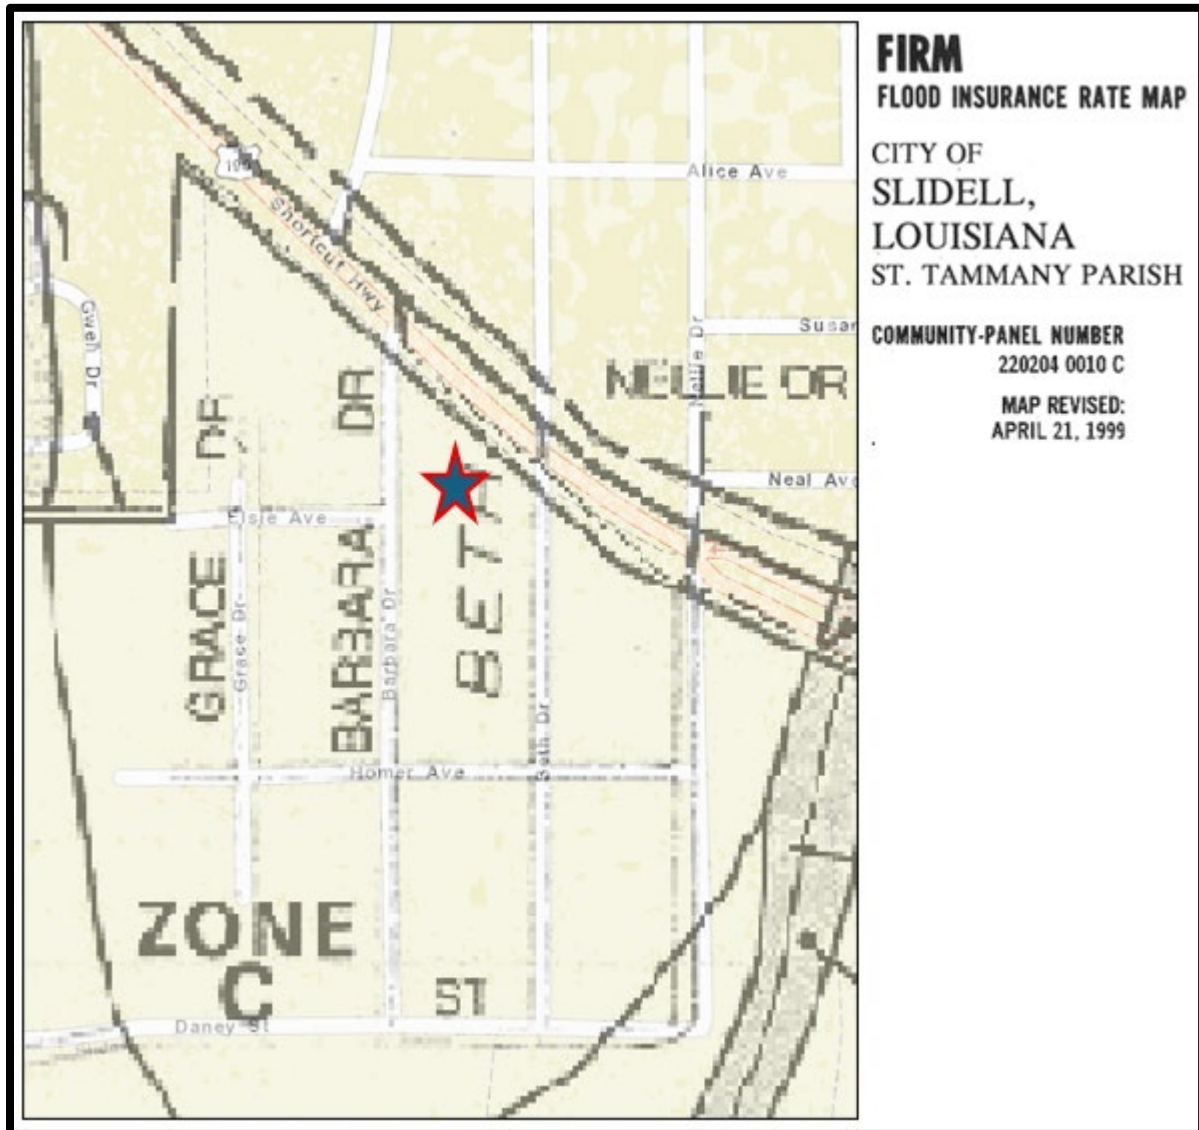 FIRM
FLOOD INSURANCE RATE MAP
CITY OF
SLIDELL,
LOUISIANA
ST. TAMMANY PARISH
COMMUNITY-PANEL NUMBER
220204 0010 C
MAP REVISED:
APRIL 21, 1999
190
Shortcut Hwy
Alice Ave
Gweh Dr
Susan
Nellie Dr
NELLIE DR
DR
DR
Neal Ave
Elsie Ave
GRACE
Grace Dr
BARBARA
Barbara Dr
BETH
Beth Dr
Homer Ave
ZONE
C
ST
Daney St